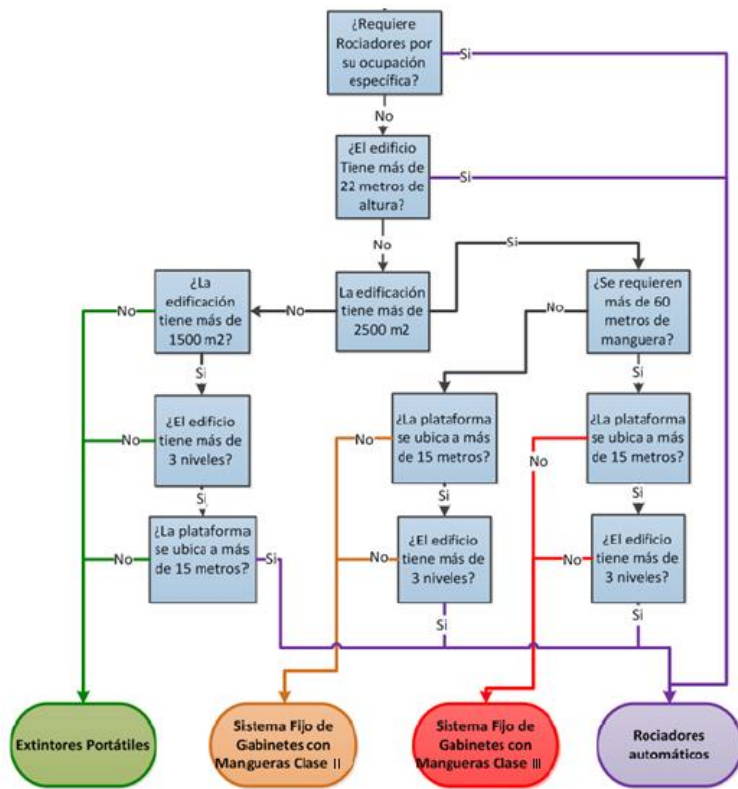 ¿Requiere
Rociadores por
su ocupación
específica?
Si
No
¿El edificio
Tiene más de
22 metros de
altura?
Si
No
Si
¿La
edificación
tiene más de
1500 m2?
La edificación
tiene más de
2500 m2
¿Se requieren
más de 60
metros de
manguera?
No
No
No
Si
Si
¿El edificio
tiene más de
3 niveles?
¿La plataforma
se ubica a más
de 15 metros?
¿La plataforma
se ubica a más
de 15 metros?
No
No
No
Si
Si
Si
¿La plataforma
se ubica a más
de 15 metros?
¿El edificio
tiene más de
3 niveles?
¿El edificio
tiene más de
3 niveles?
No
Si
No
No
Si
Si
Extintores Portátiles
Sistema Fijo de
Gabinetes con
Mangueras Clase II
Sistema Fijo de
Gabinetes con
Mangueras Clase III
Rociadores
automáticos